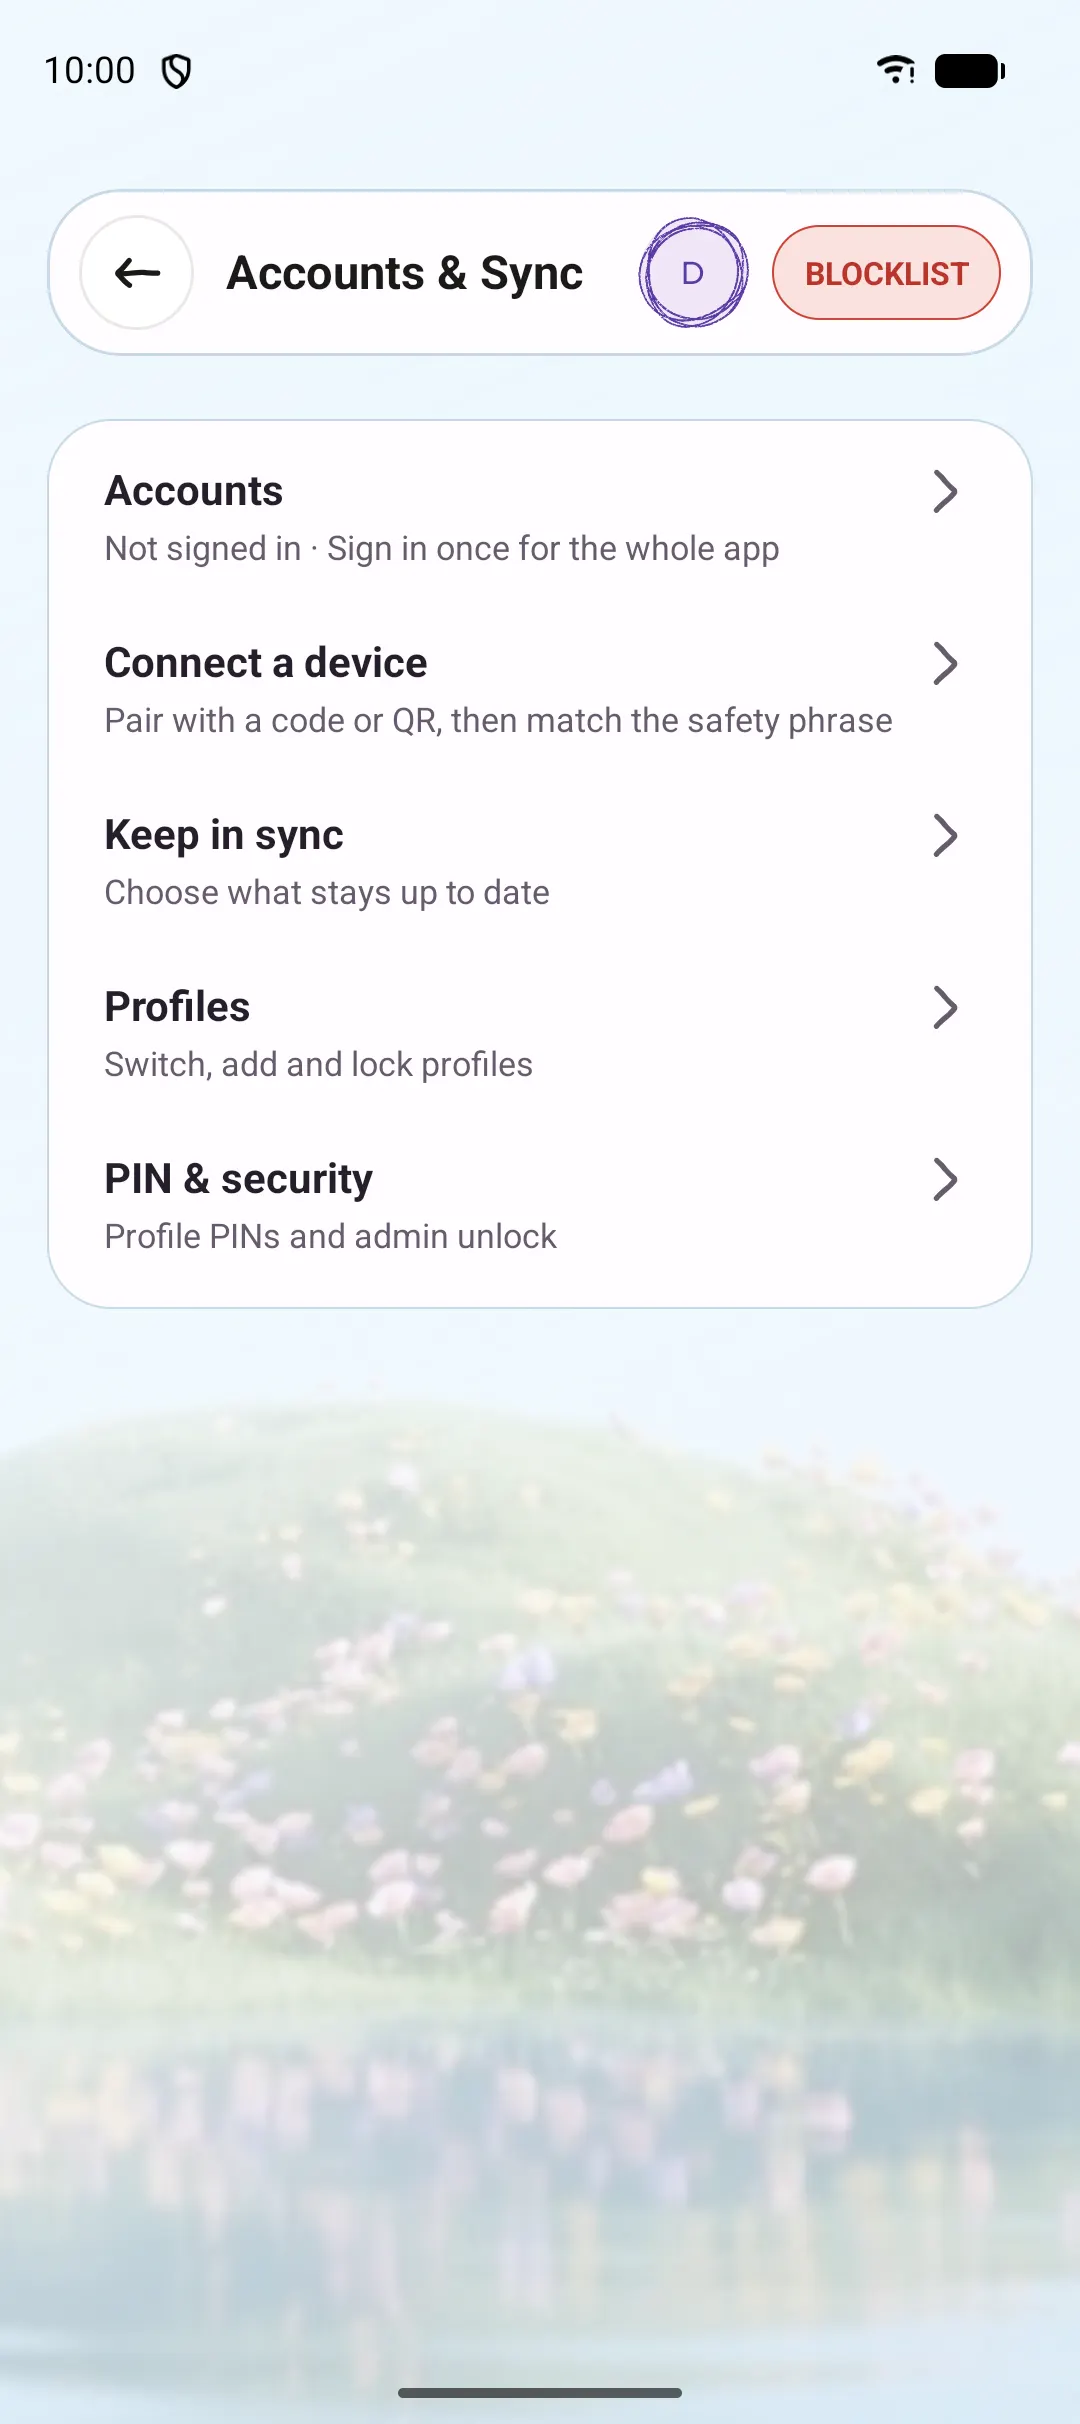 10:00
Accounts & Sync
D
BLOCKLIST
Accounts
Not signed in · Sign in once for the whole app
Connect a device
Pair with a code or QR, then match the safety phrase
Keep in sync
Choose what stays up to date
Profiles
Switch, add and lock profiles
PIN & security
Profile PINs and admin unlock